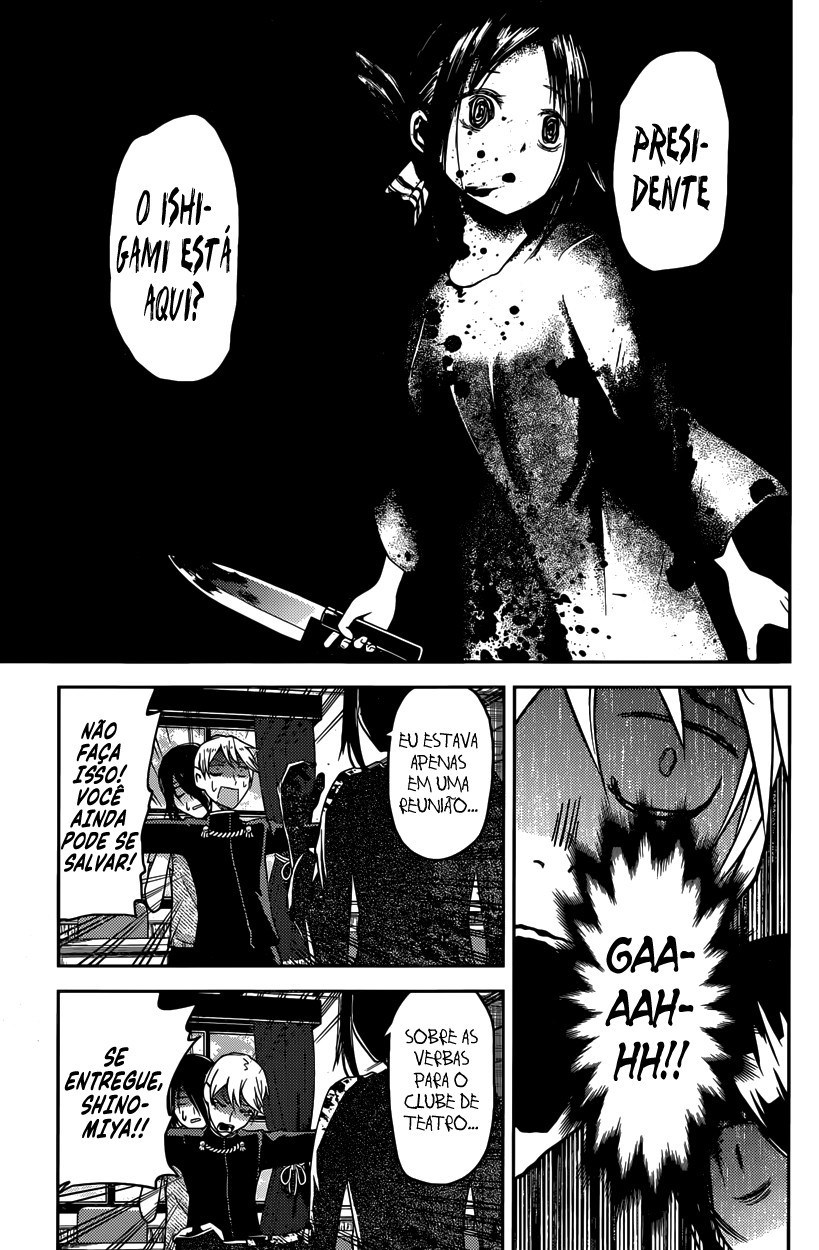 PRESI-
DENTE
O ISHI-
GAMI ESTÁ
AQUI?
GAA-
AAH-
HH!!
EU ESTAVA
APENAS
EM UMA
REUNIÃO...
NÃO
FAÇA
ISSO!
VOCÊ
AINDA
PODE SE
SALVAR!
SOBRE AS
VERBAS
PARA O
CLUBE DE
TEATRO...
SE
ENTREGUE,
SHINO-
MIYA!!